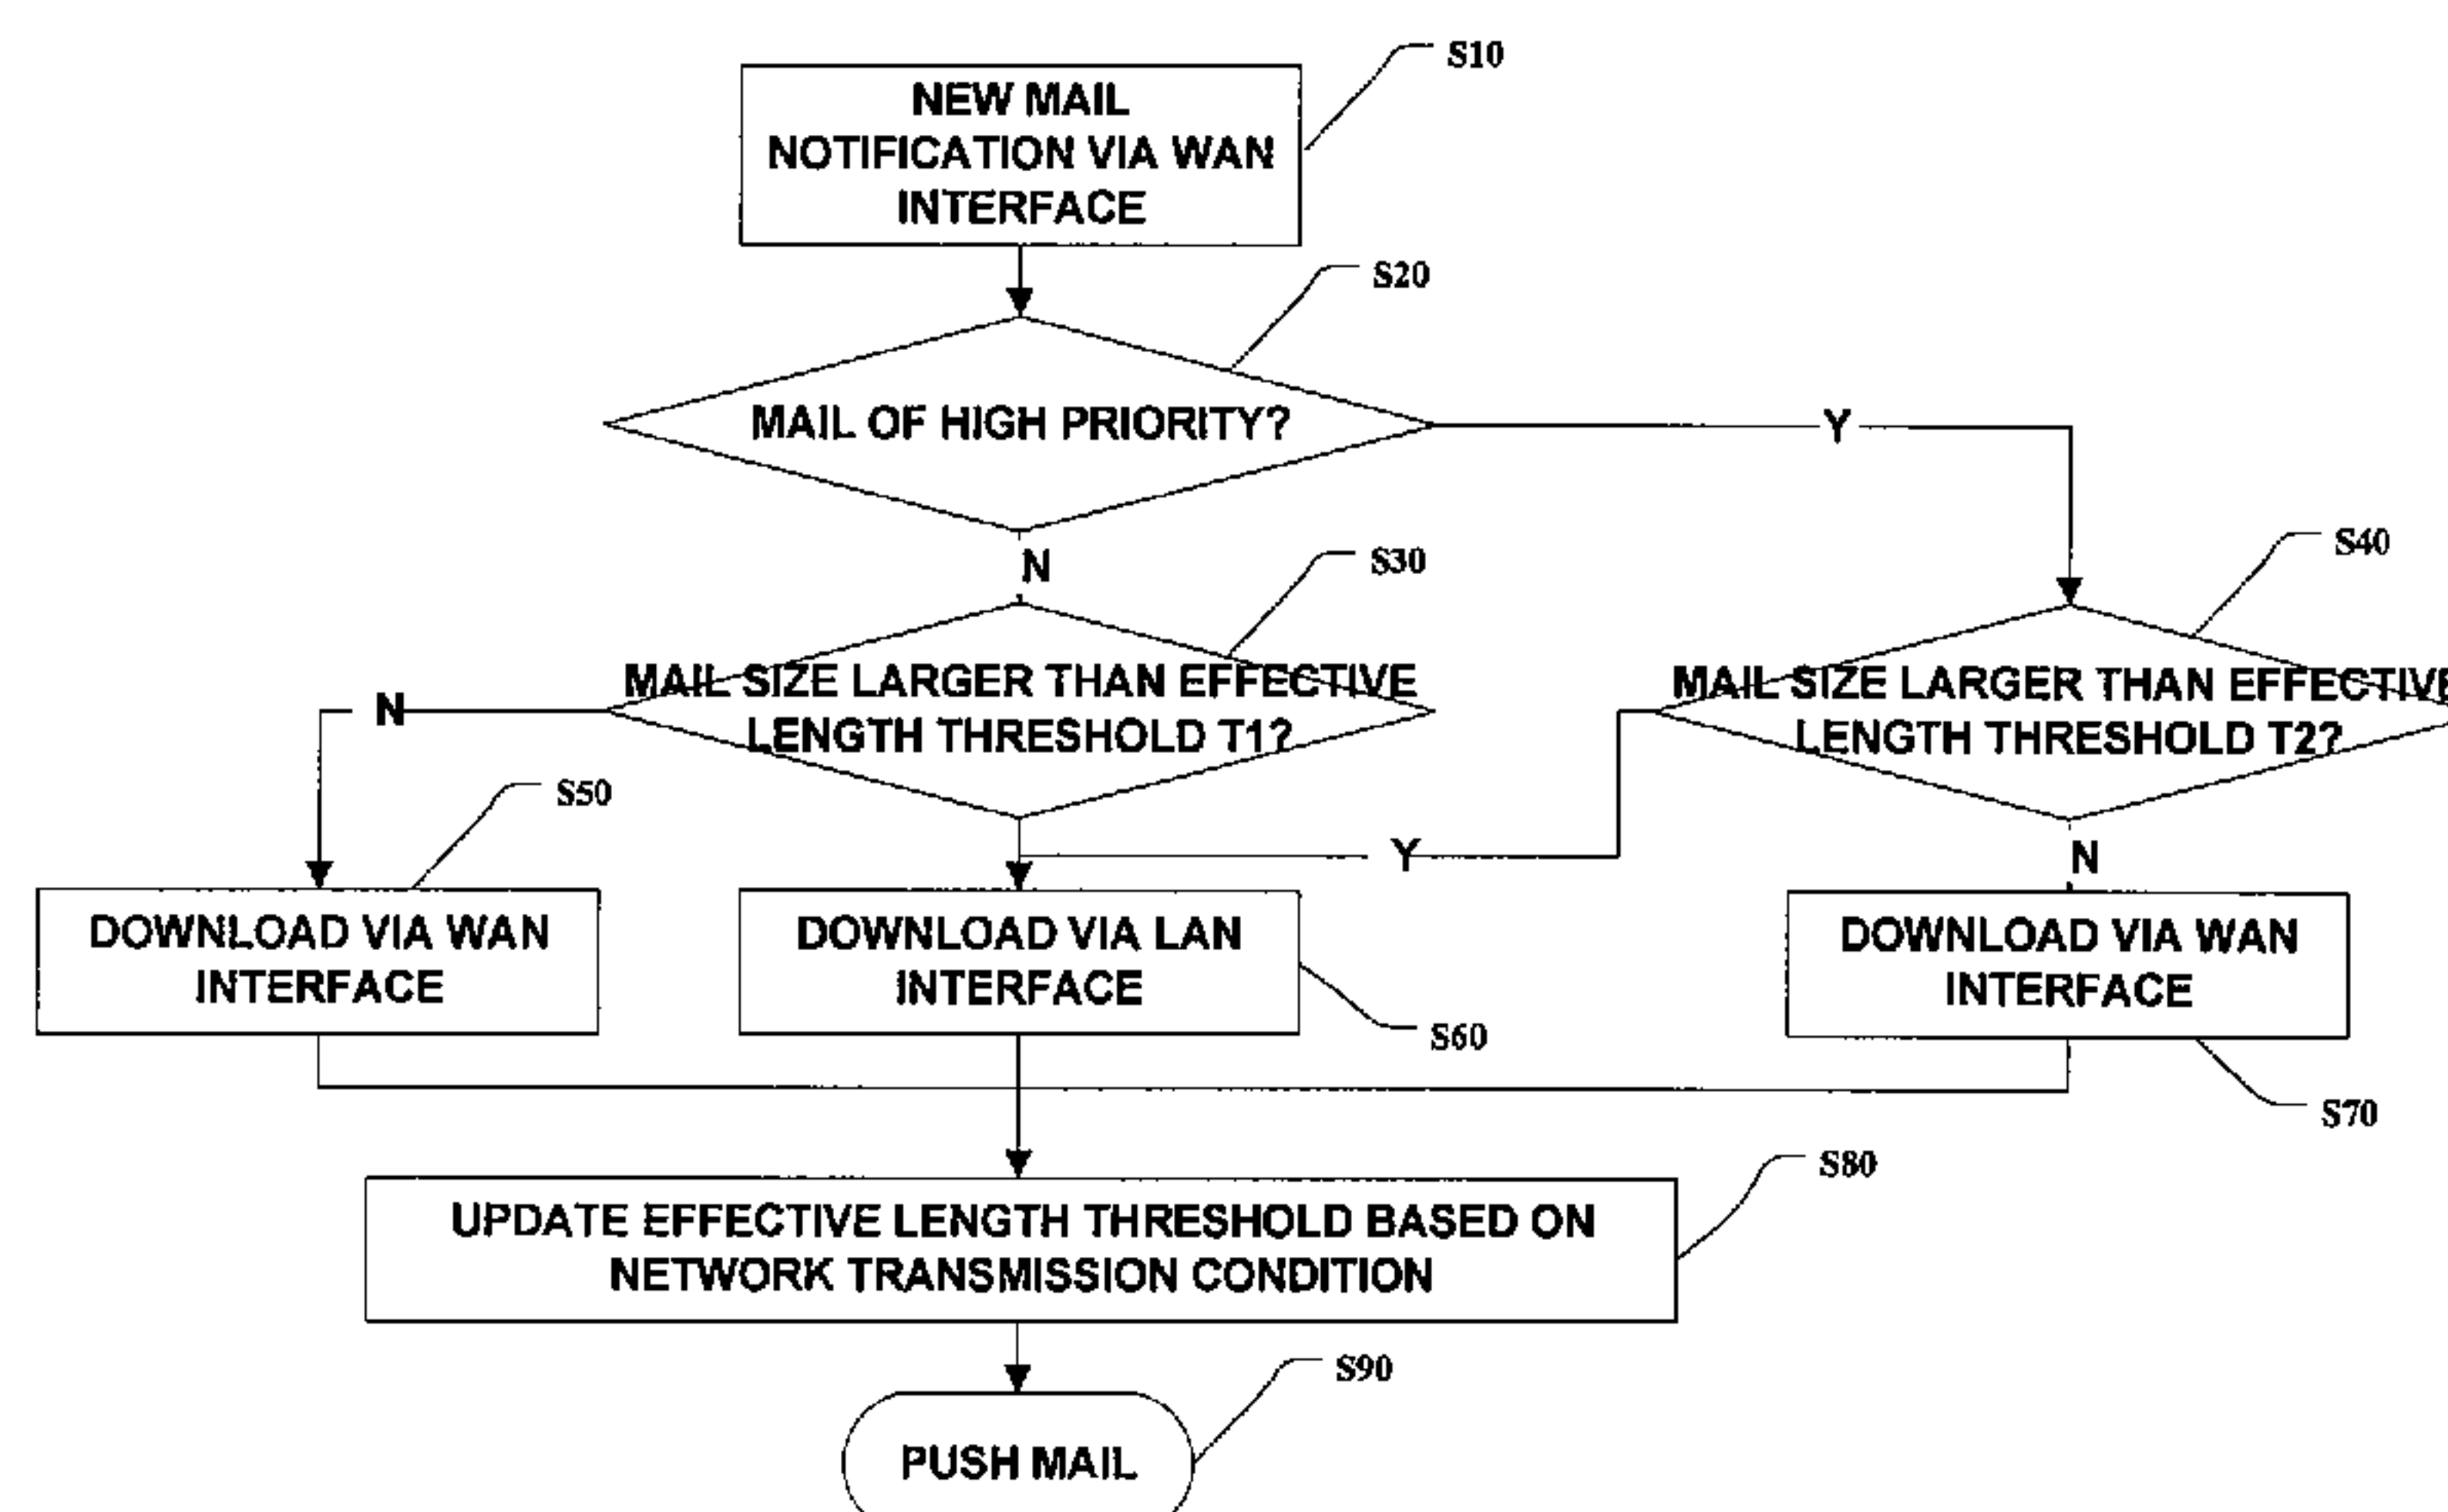 S10
NEW MAIL
NOTIFICATION VIA WAN
INTERFACE
S20
MAIL OF HIGH PRIORITY?
Y
N
S30
S40
MAIL SIZE LARGER THAN EFFECTIVE
LENGTH THRESHOLD T1?
MAIL SIZE LARGER THAN EFFECTIVE
LENGTH THRESHOLD T2?
N
S50
Y
N
DOWNLOAD VIA WAN
INTERFACE
DOWNLOAD VIA LAN
INTERFACE
DOWNLOAD VIA WAN
INTERFACE
S60
S70
S80
UPDATE EFFECTIVE LENGTH THRESHOLD BASED ON
NETWORK TRANSMISSION CONDITION
S90
PUSH MAIL